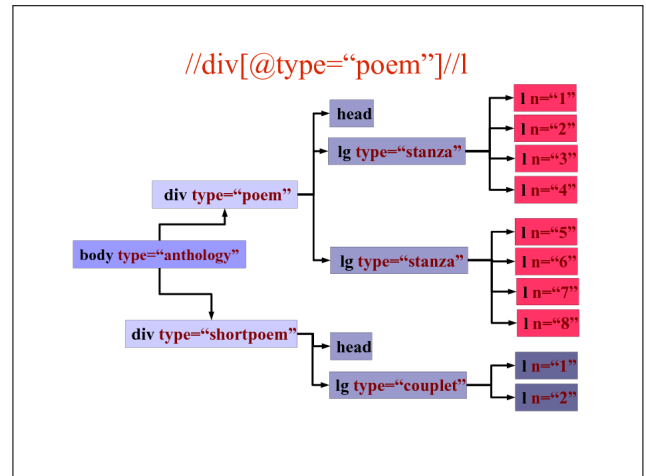 //div[@type=“poem”]//l
head
lg type=“stanza”
l n=“1”
l n=“2”
l n=“3”
l n=“4”
div type=“poem”
body type=“anthology”
lg type=“stanza”
l n=“5”
l n=“6”
l n=“7”
l n=“8”
div type=“shortpoem”
head
lg type=“couplet”
l n=“1”
l n=“2”